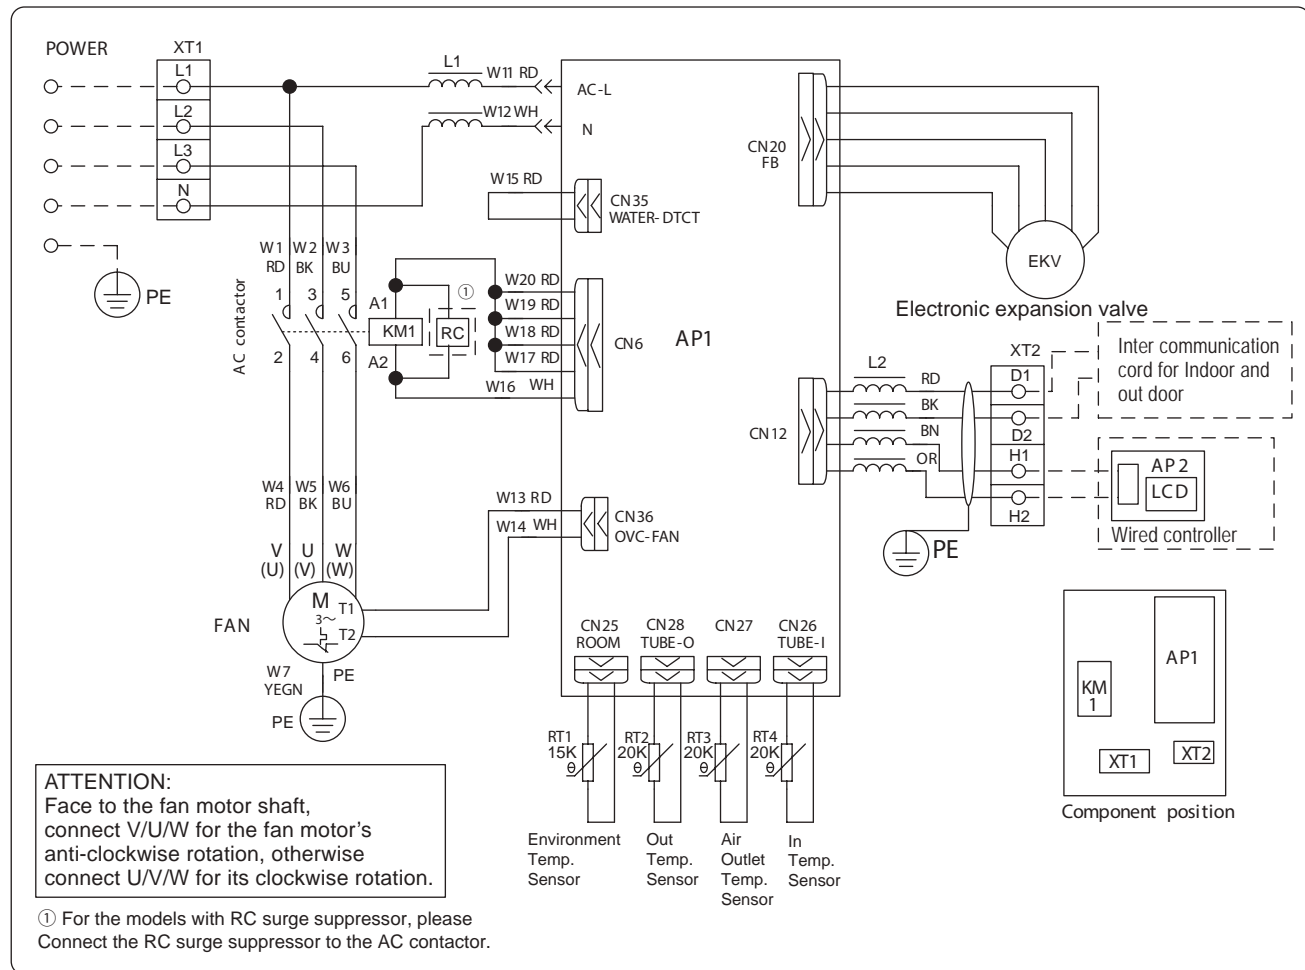 POWER
XT1
L1
L2
L3
N
PE
L1
W11 RD
AC-L
W12 WH
N
W15 RD
CN35
WATER-DTCT
W1 W2 W3
RD BK BU
AC contactor
1 3 5
2 4 6
A1
KM1
A2
①
RC
W20 RD
W19 RD
W18 RD
W17 RD
W16 WH
CN6
AP1
CN20
FB
EKV
Electronic expansion valve
CN12
L2
RD
BK
BN
OR
XT2
D1
D2
H1
H2
PE
Inter communication
cord for Indoor and
out door
AP2
LCD
Wired controller
W4 W5 W6
RD BK BU
V U W
(U) (V) (W)
FAN
M
3～
T1
T2
W7
YEGN
PE
PE
W13 RD
W14 WH
CN36
OVC-FAN
CN25
ROOM
CN28
TUBE-O
CN27
CN26
TUBE-I
RT1
15K
θ
RT2
20K
θ
RT3
20K
θ
RT4
20K
θ
Environment
Temp.
Sensor
Out
Temp.
Sensor
Air
Outlet
Temp.
Sensor
In
Temp.
Sensor
KM
1
AP1
XT1
XT2
Component position
ATTENTION:
Face to the fan motor shaft,
connect V/U/W for the fan motor's
anti-clockwise rotation, otherwise
connect U/V/W for its clockwise rotation.
① For the models with RC surge suppressor, please
Connect the RC surge suppressor to the AC contactor.